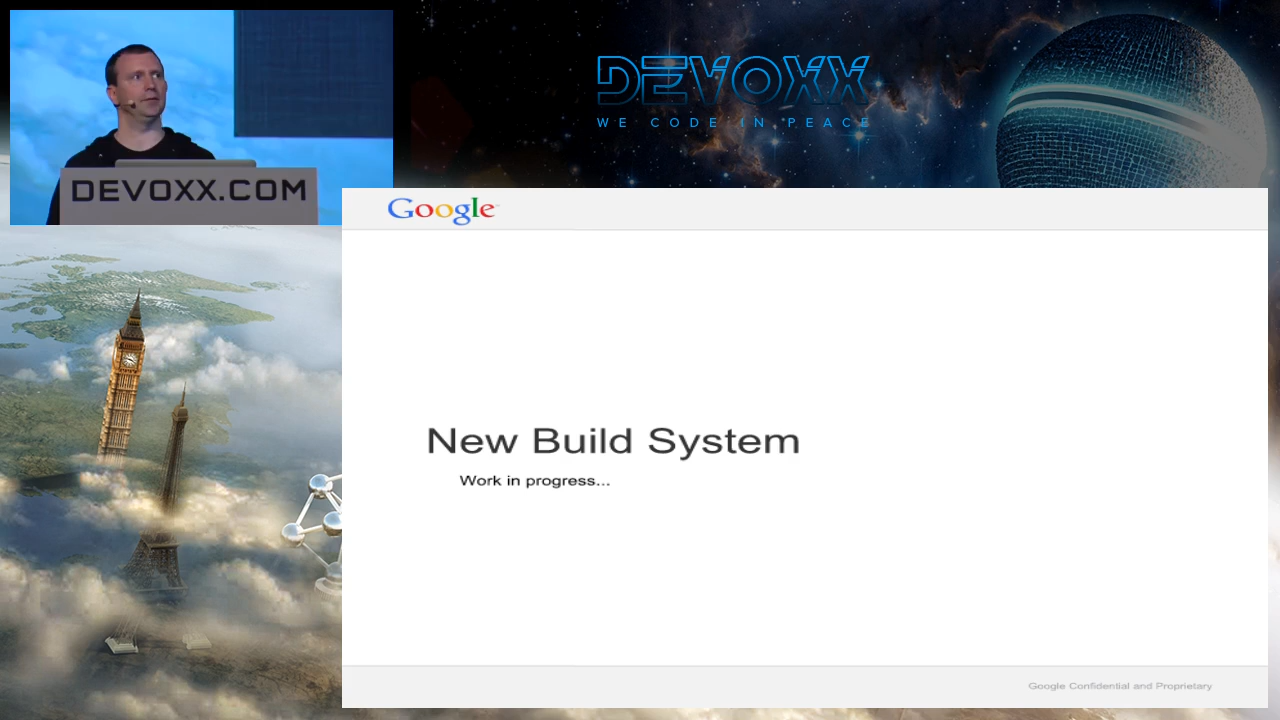 DEVOXX
WE CODE IN PEACE
DEVOXX.COM
Google
New Build System
Work in progress...
Google Confidential and Proprietary